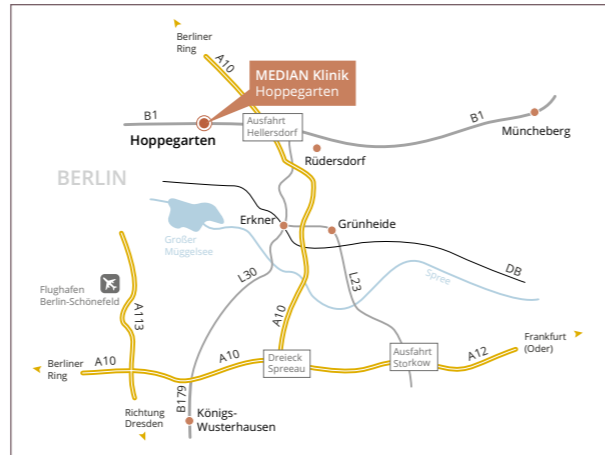 Berliner
Ring
A10
MEDIAN Klinik
Hoppegarten
B1
Ausfahrt
Hellersdorf
B1
Müncheberg
Hoppegarten
Rüdersdorf
BERLIN
Erkner
Grünheide
Großer
Müggelsee
DB
Spree
L30
L23
Flughafen
Berlin-Schönefeld
A113
A10
Frankfurt
(Oder)
Berliner
Ring
A10
A10
Dreieck
Spreeau
Ausfahrt
Storkow
A12
B179
Richtung
Dresden
Königs-
Wusterhausen